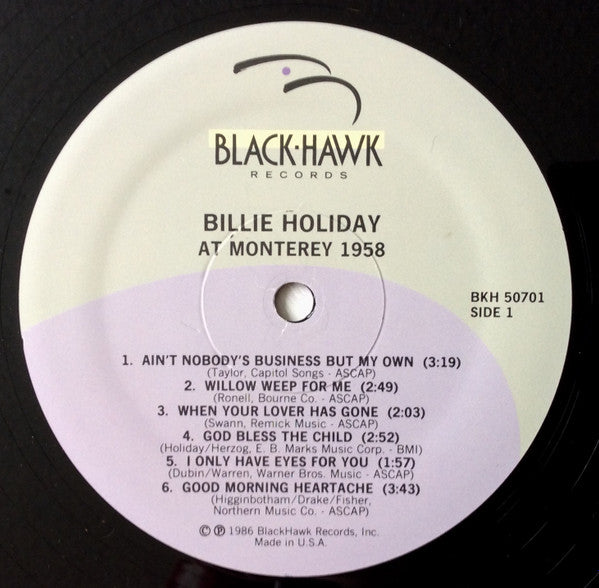 BLACK·HAWK
RECORDS
BILLIE HOLIDAY
AT MONTEREY 1958
BKH 50701
SIDE 1
1. AIN'T NOBODY'S BUSINESS BUT MY OWN (3:19)
(Taylor, Capitol Songs - ASCAP)
2. WILLOW WEEP FOR ME (2:49)
(Ronell, Bourne Co. - ASCAP)
3. WHEN YOUR LOVER HAS GONE (2:03)
(Swann, Remick Music - ASCAP)
4. GOD BLESS THE CHILD (2:52)
(Holiday/Herzog, E. B. Marks Music Corp. - BMI)
5. I ONLY HAVE EYES FOR YOU (1:57)
(Dubin/Warren, Warner Bros. Music - ASCAP)
6. GOOD MORNING HEARTACHE (3:43)
(Higginbotham/Drake/Fisher,
Northern Music Co. - ASCAP)
© ℗ 1986 BlackHawk Records, Inc.
Made in U.S.A.